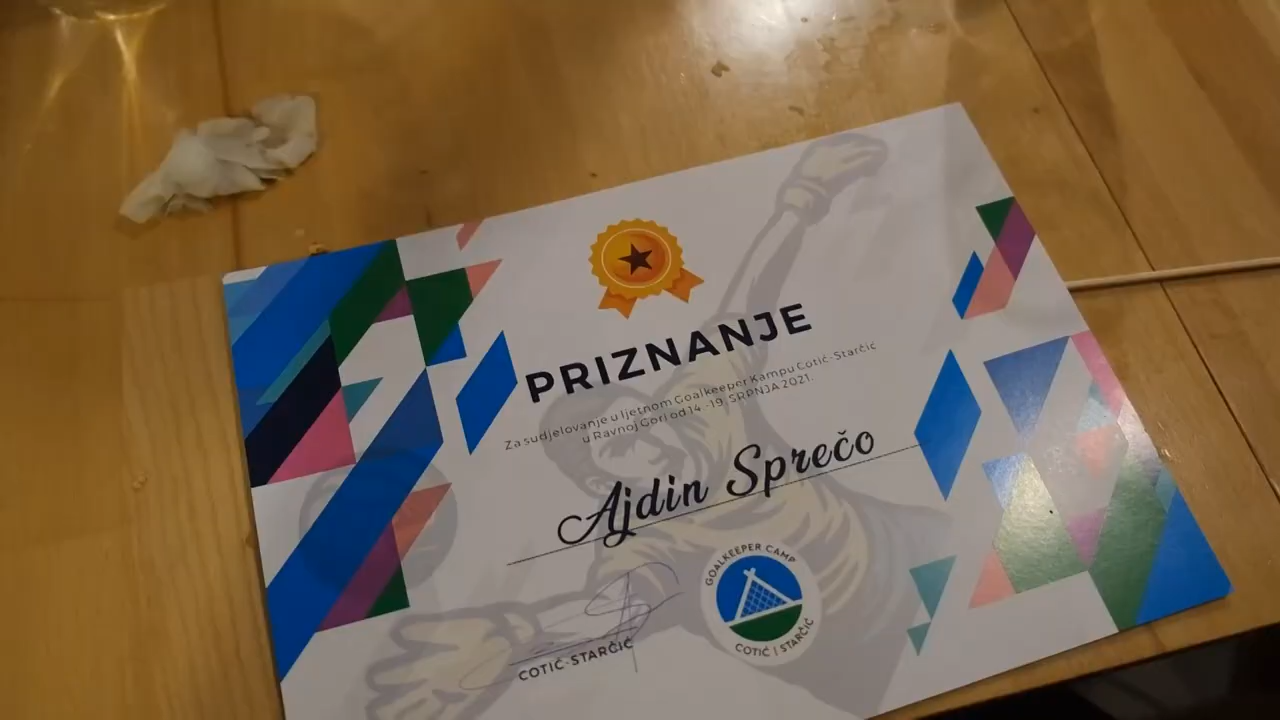 PRIZNANJE
Za sudjelovanje u ljetnom Goalkeeper Kampu Cotić-Starčić
u Ravnoj Gori od 14.-19. SRPNJA 2021.
Ajdin Sprečo
GOALKEEPER CAMP
COTIĆ | STARČIĆ
COTIĆ-STARČIĆ